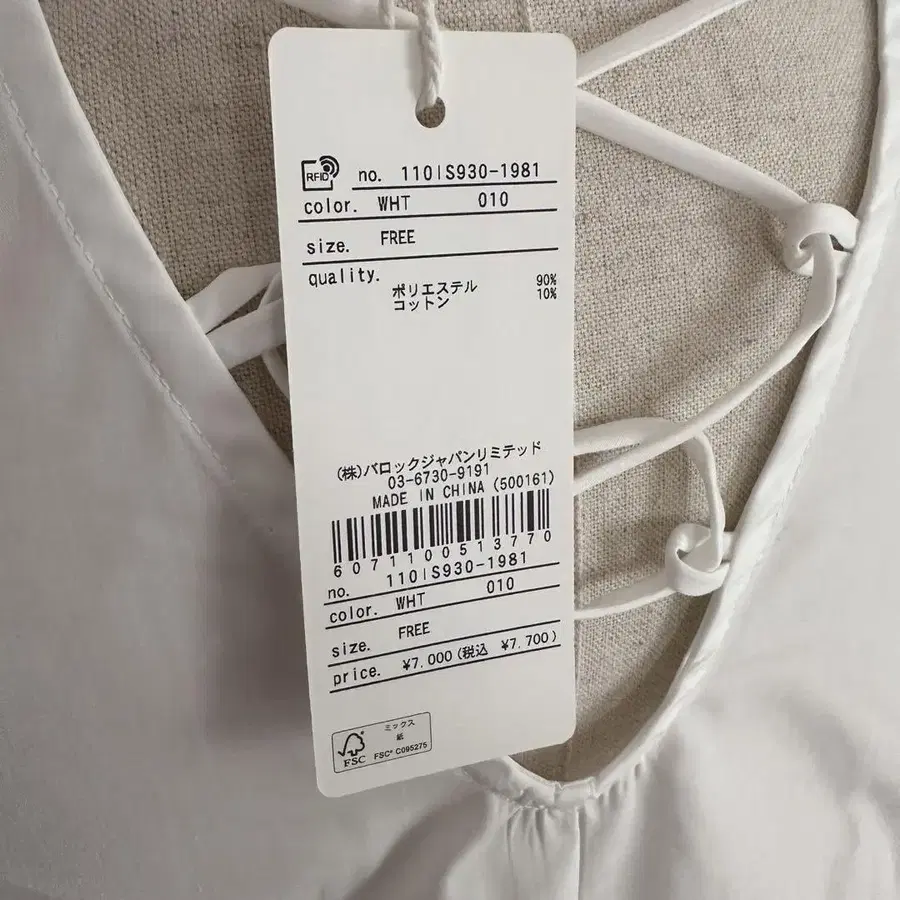 RFID no. 110IS930-1981
color. WHT 010
size. FREE
quality.
ポリエステル 90%
コットン 10%
(株)バロックジャパンリミテッド
03-6730-9191
MADE IN CHINA (500161)
6071100513770
no. 110IS930-1981
color. WHT 010
size. FREE
price. ¥7.000(税込 ¥7.700)
ミックス
紙
FSC FSC® C095275